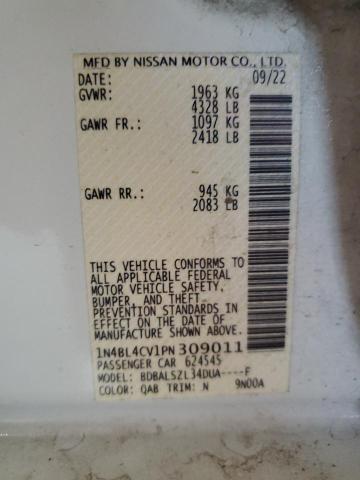 MFD BY NISSAN MOTOR CO., LTD.
DATE: 09/22
GVWR: 1963 KG
4328 LB
GAWR FR.: 1097 KG
2418 LB
GAWR RR.: 945 KG
2083 LB
THIS VEHICLE CONFORMS TO
ALL APPLICABLE FEDERAL
MOTOR VEHICLE SAFETY,
BUMPER, AND THEFT
PREVENTION STANDARDS IN
EFFECT ON THE DATE OF
MANUFACTURE SHOWN ABOVE.
1N4BL4CV1PN309011
PASSENGER CAR 624545
MODEL: BDBALSZL34DUA----F
COLOR: QAB TRIM: N 9N00A